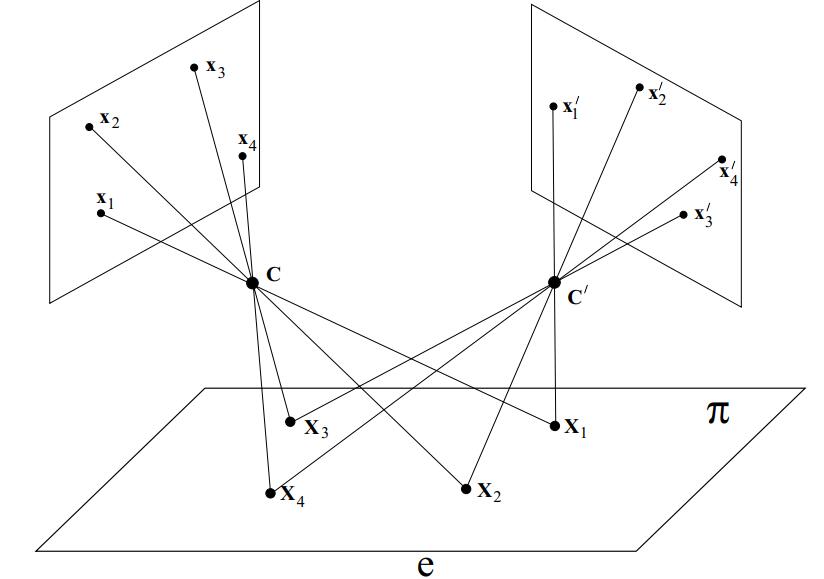 x₃
x₂
x₄
x₁
C
x′₁
x′₂
x′₄
x′₃
C′
π
X₃
X₁
X₄
X₂
e